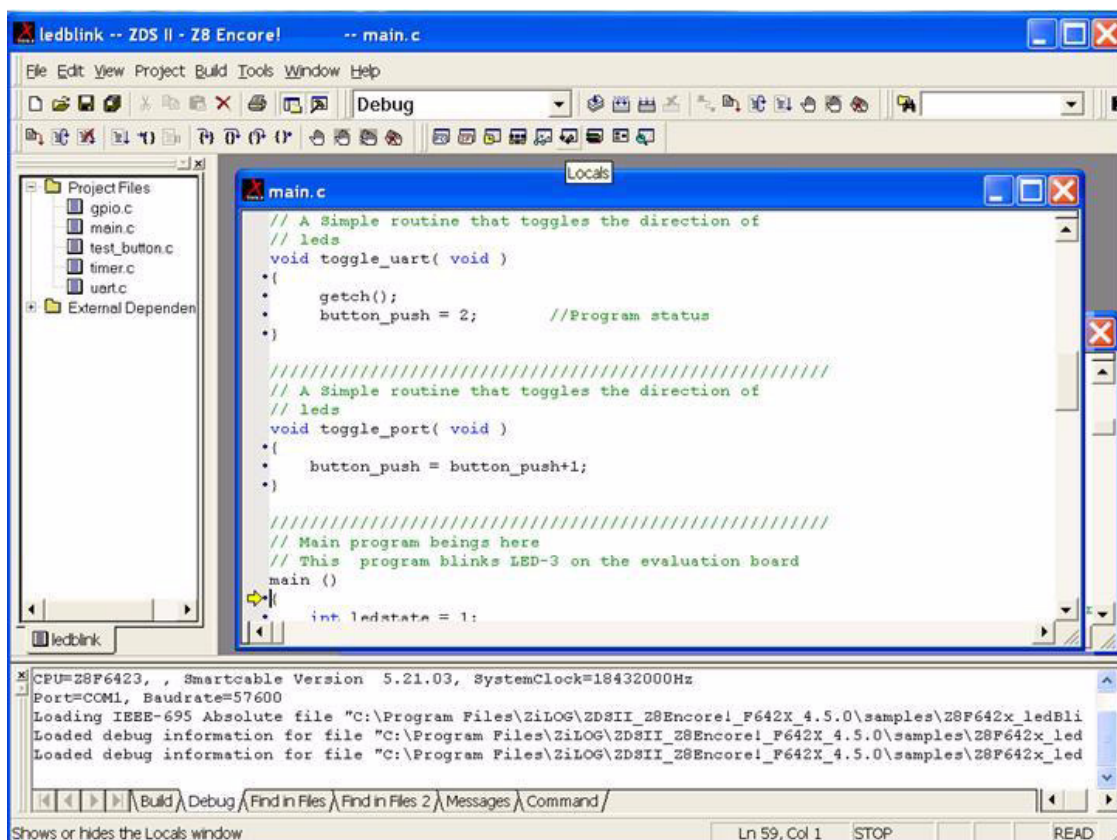 ledblink -- ZDS II - Z8 Encore! -- main.c
File Edit View Project Build Tools Window Help
Debug
Locals
Project Files
gpio.c
main.c
test_button.c
timer.c
uart.c
External Dependen
ledblink
main.c
// A Simple routine that toggles the direction of
// leds
void toggle_uart( void )
{
getch();
button_push = 2; //Program status
}
////////////////////////////////////////////////////////
// A Simple routine that toggles the direction of
// leds
void toggle_port( void )
{
button_push = button_push+1;
}
////////////////////////////////////////////////////////
// Main program beings here
// This program blinks LED-3 on the evaluation board
main ()
{
int ledstate = 1;
CPU=Z8F6423, , Smartcable Version 5.21.03, SystemClock=18432000Hz
Port=COM1, Baudrate=57600
Loading IEEE-695 Absolute file "C:\Program Files\ZiLOG\ZDSII_Z8Encore!_F642X_4.5.0\samples\Z8F642x_ledBli
Loaded debug information for file "C:\Program Files\ZiLOG\ZDSII_Z8Encore!_F642X_4.5.0\samples\Z8F642x_led
Loaded debug information for file "C:\Program Files\ZiLOG\ZDSII_Z8Encore!_F642X_4.5.0\samples\Z8F642x_led
Build Debug Find in Files Find in Files 2 Messages Command
Shows or hides the Locals window Ln 59, Col 1 STOP READ